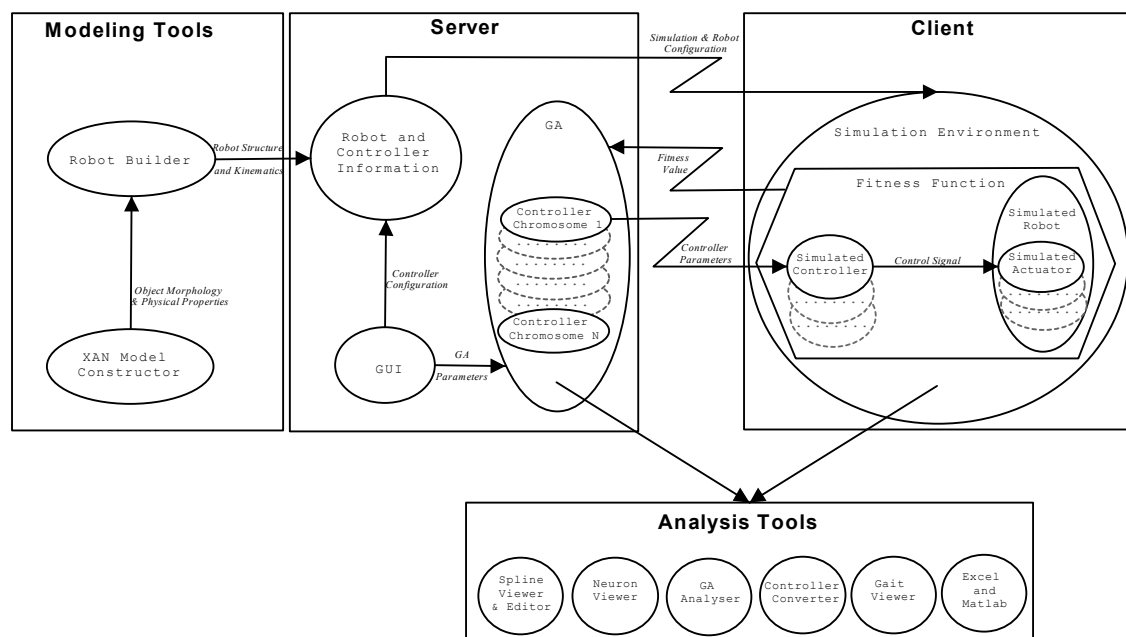 Modeling Tools
Robot Builder
Robot Structure
and Kinematics
Object Morphology
& Physical Properties
XAN Model
Constructor
Server
Robot and
Controller
Information
Controller
Configuration
GUI
GA
Parameters
GA
Controller
Chromosome 1
Controller
Chromosome N
Simulation & Robot
Configuration
Fitness
Value
Controller
Parameters
Client
Simulation Environment
Fitness Function
Simulated
Controller
Control Signal
Simulated
Robot
Simulated
Actuator
Analysis Tools
Spline
Viewer
& Editor
Neuron
Viewer
GA
Analyser
Controller
Converter
Gait
Viewer
Excel
and
Matlab